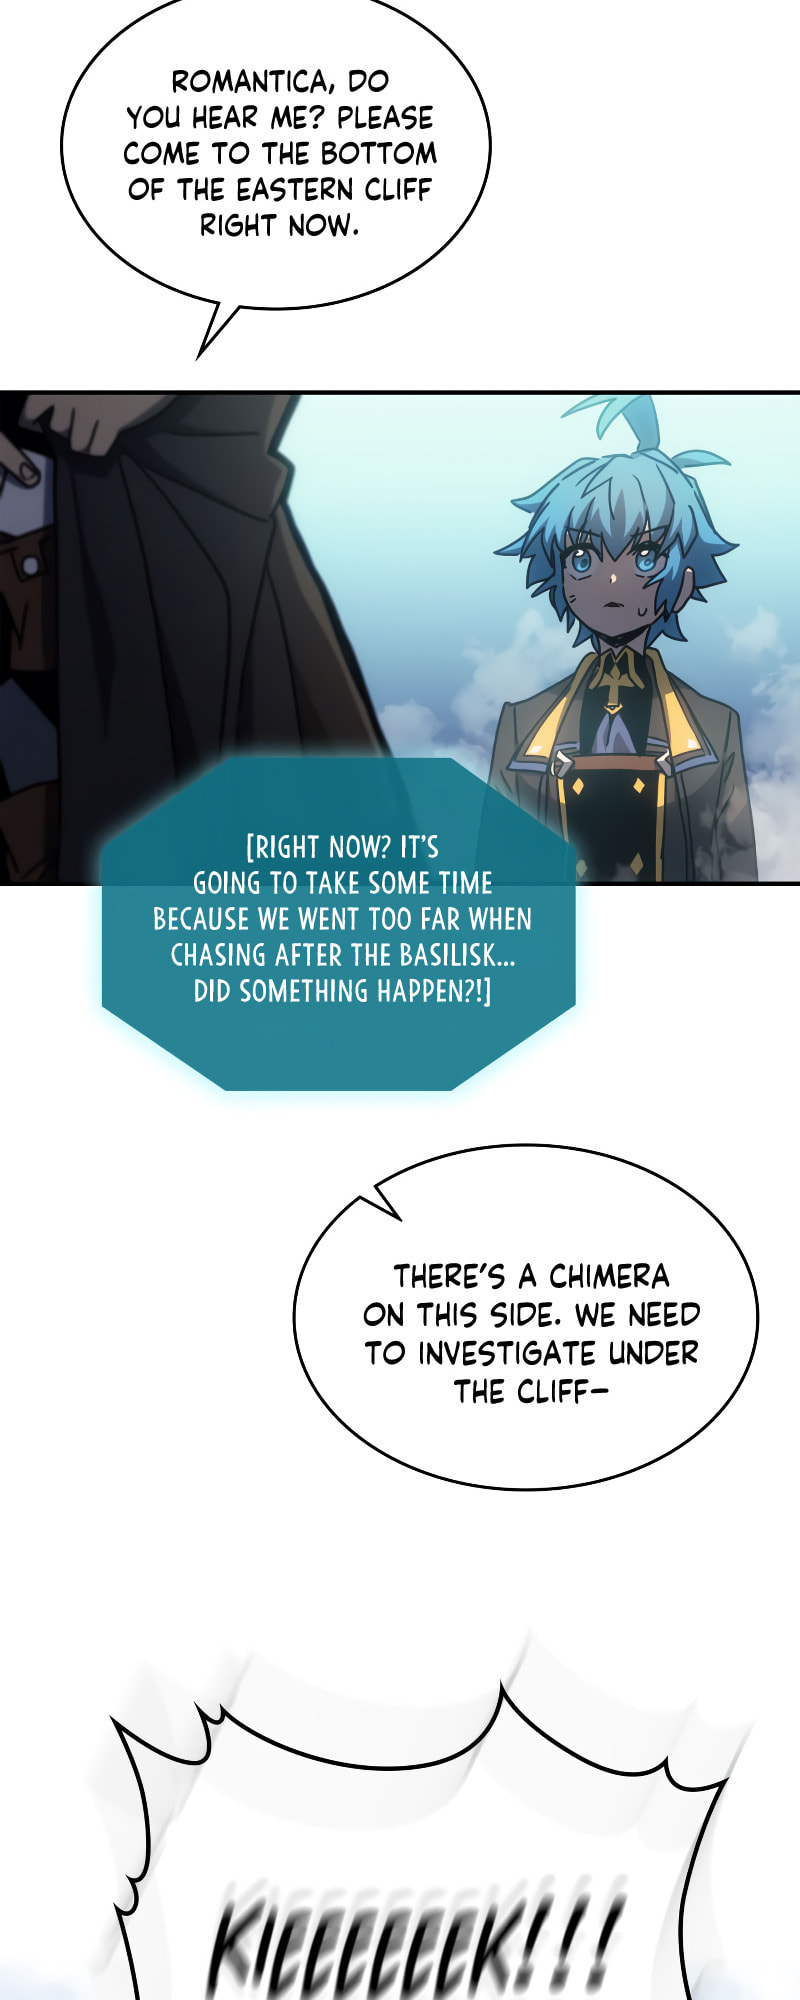 ROMANTICA, DO
YOU HEAR ME? PLEASE
COME TO THE BOTTOM
OF THE EASTERN CLIFF
RIGHT NOW.
[RIGHT NOW? IT'S
GOING TO TAKE SOME TIME
BECAUSE WE WENT TOO FAR WHEN
CHASING AFTER THE BASILISK...
DID SOMETHING HAPPEN?!]
THERE'S A CHIMERA
ON THIS SIDE. WE NEED
TO INVESTIGATE UNDER
THE CLIFF-
KIEEEEEEK!!!